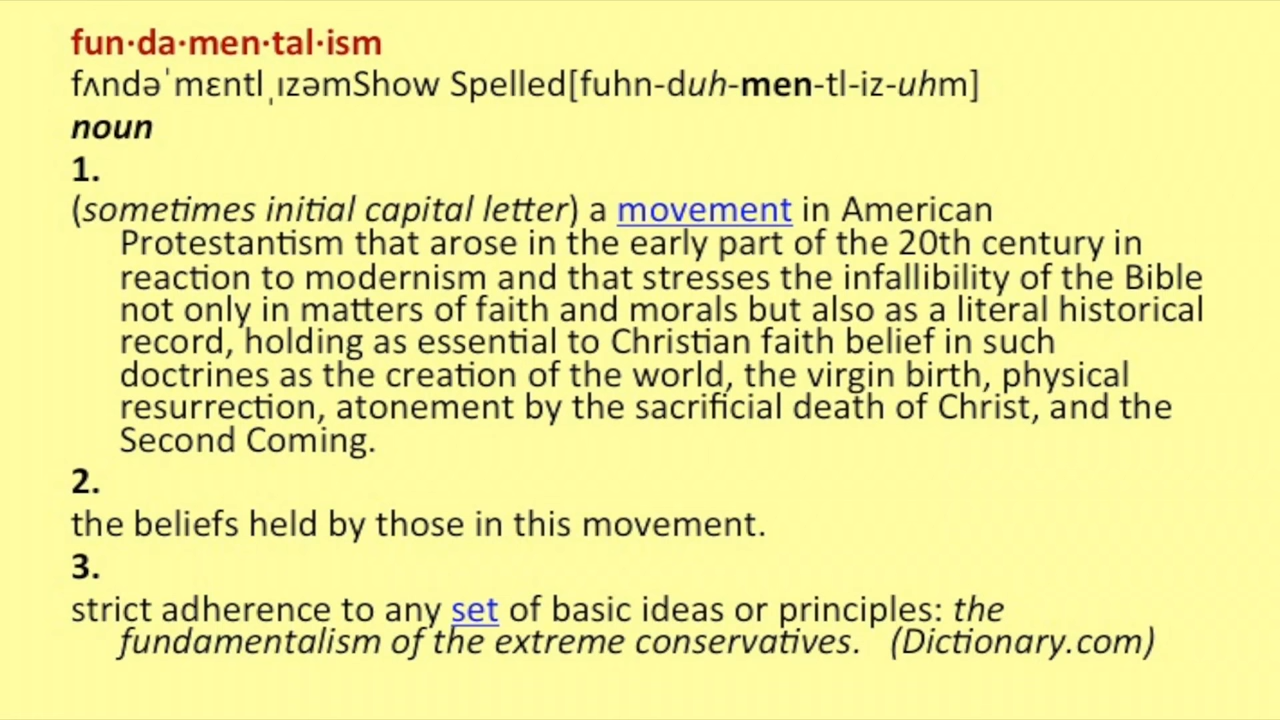 fun·da·men·tal·ism
fʌndəˈmɛntlˌɪzəmShow Spelled[fuhn-duh-men-tl-iz-uhm]
noun
1.
(sometimes initial capital letter) a movement in American
Protestantism that arose in the early part of the 20th century in
reaction to modernism and that stresses the infallibility of the Bible
not only in matters of faith and morals but also as a literal historical
record, holding as essential to Christian faith belief in such
doctrines as the creation of the world, the virgin birth, physical
resurrection, atonement by the sacrificial death of Christ, and the
Second Coming.
2.
the beliefs held by those in this movement.
3.
strict adherence to any set of basic ideas or principles: the
fundamentalism of the extreme conservatives. (Dictionary.com)